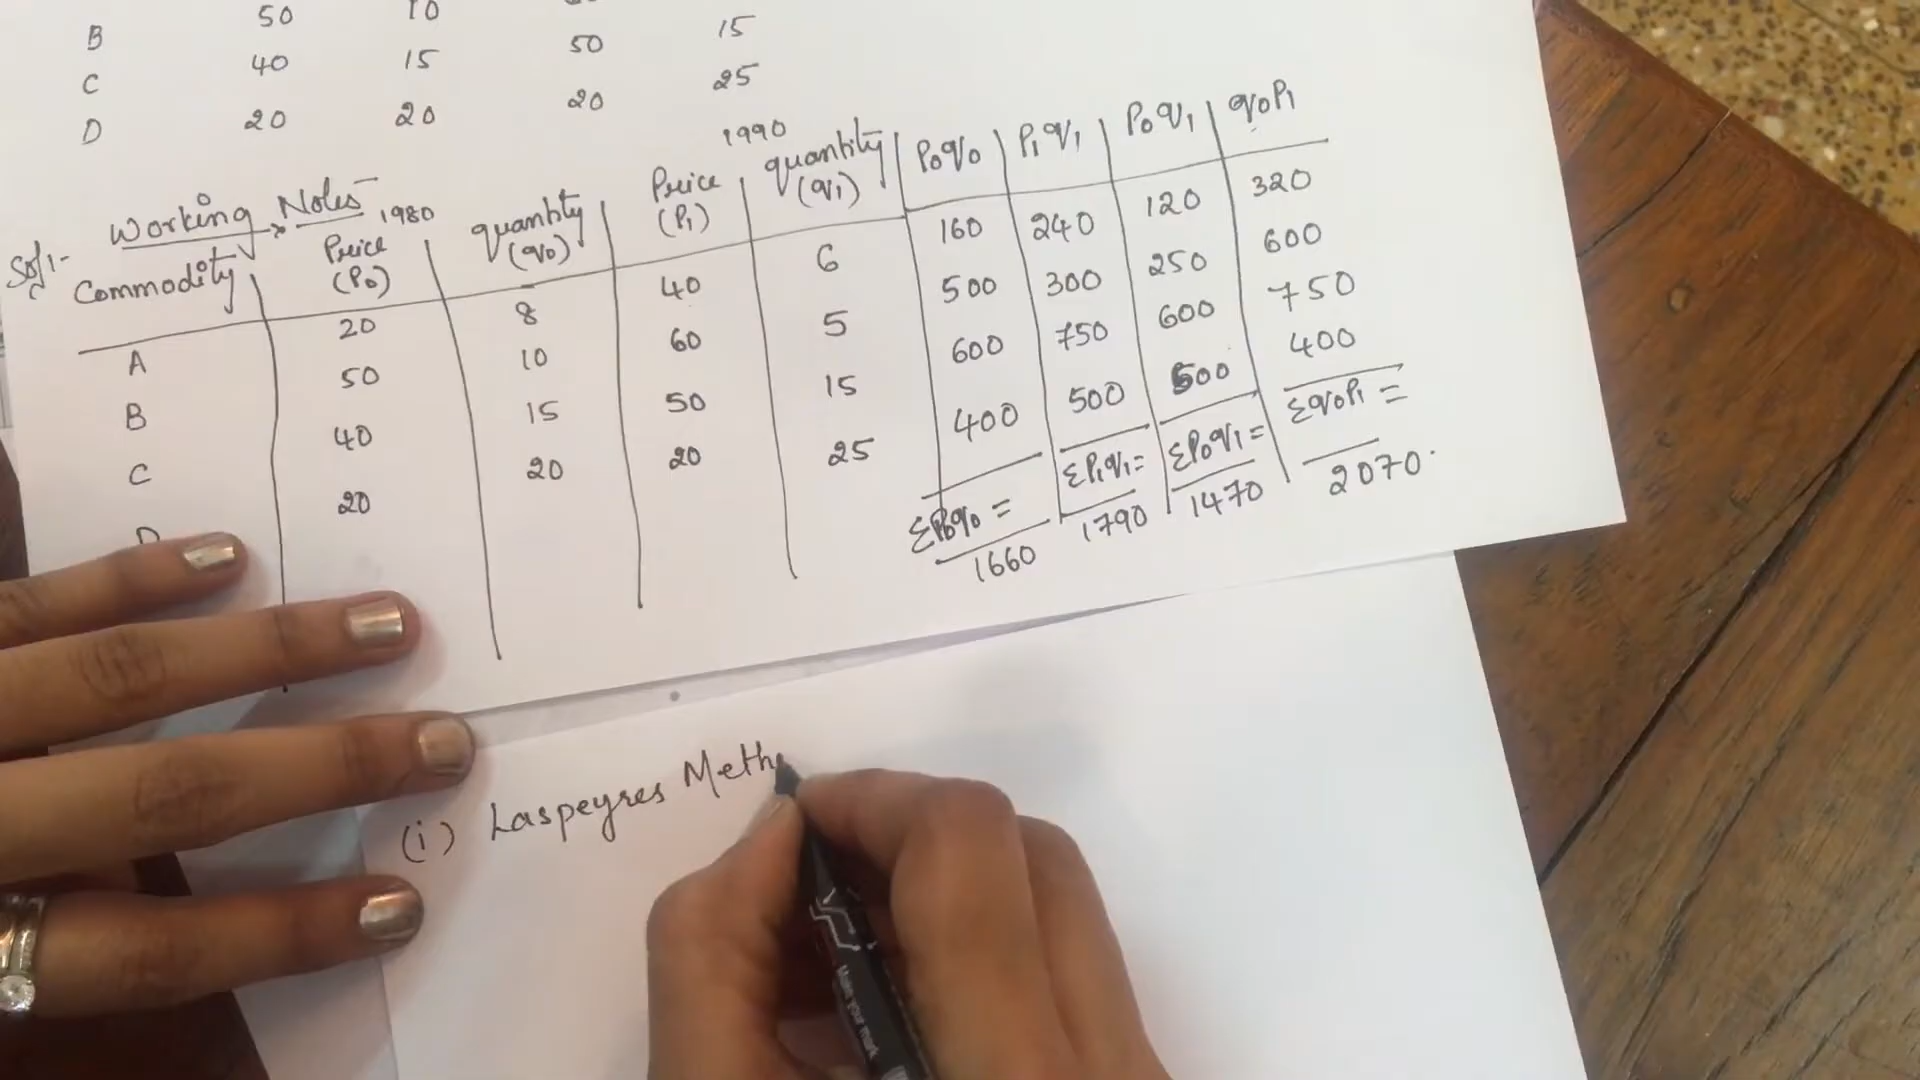 B 50 10
C 40 15 50 15
D 20 20 20 25
Working Notes
Sol:-
1980 1990
Commodity Price (P0) quantity (q0) Price (P1) quantity (q1) P0q0 P1q1 P0q1 q0P1
A 20 8 40 6 160 240 120 320
B 50 10 60 5 500 300 250 600
C 40 15 50 15 600 750 600 750
D 20 20 20 25 400 500 500 400
ΣP0q0 = 1660 ΣP1q1 = 1790 ΣP0q1 = 1470 Σq0P1 = 2070.
(i) Laspeyres Meth
Make your mark